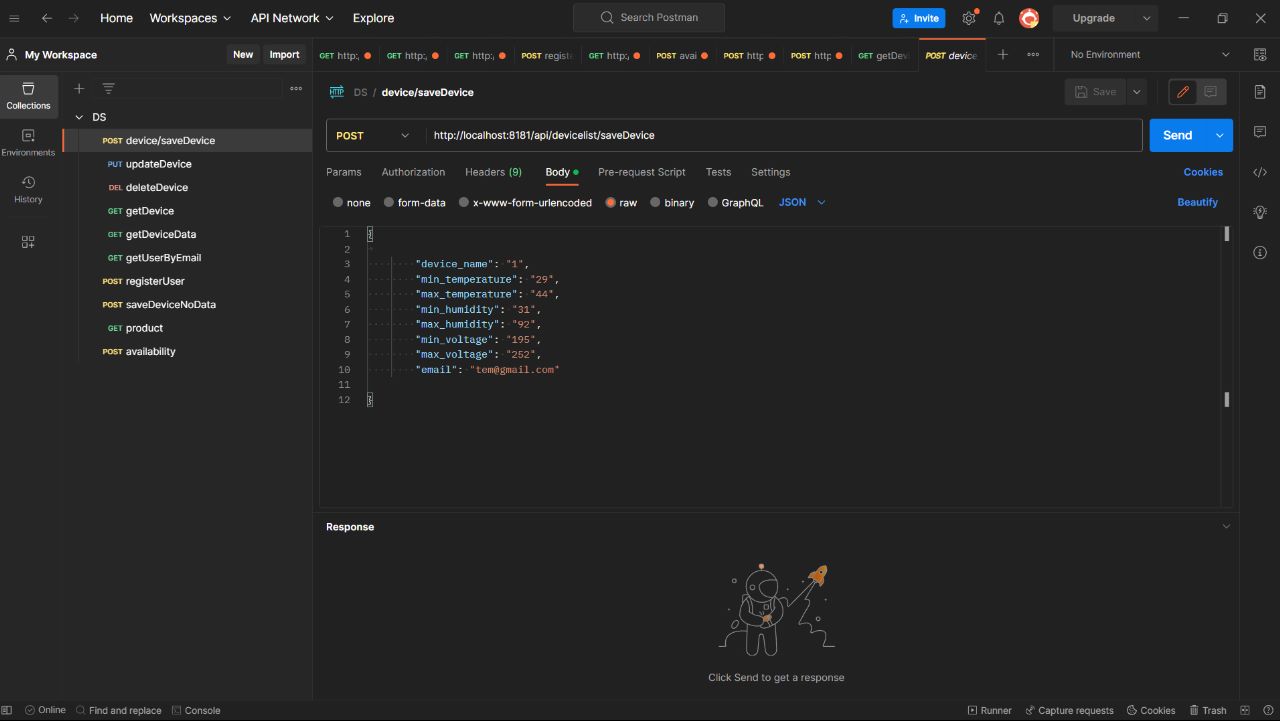 Home Workspaces API Network Explore Search Postman Invite Upgrade
My Workspace New Import GET http: GET http: GET http: POST registe GET http: POST avai POST http POST http GET getDevi POST device No Environment
Collections
Environments
History
DS
POST device/saveDevice
PUT updateDevice
DEL deleteDevice
GET getDevice
GET getDeviceData
GET getUserByEmail
POST registerUser
POST saveDeviceNoData
GET product
POST availability
HTTP DS / device/saveDevice Save
POST http://localhost:8181/api/devicelist/saveDevice Send
Params Authorization Headers (9) Body Pre-request Script Tests Settings Cookies
none form-data x-www-form-urlencoded raw binary GraphQL JSON Beautify
1 {
2
3 "device_name": "1",
4 "min_temperature": "29",
5 "max_temperature": "44",
6 "min_humidity": "31",
7 "max_humidity": "92",
8 "min_voltage": "195",
9 "max_voltage": "252",
10 "email": "tem@gmail.com"
11
12 }
Response
Click Send to get a response
Online Find and replace Console Runner Capture requests Cookies Trash